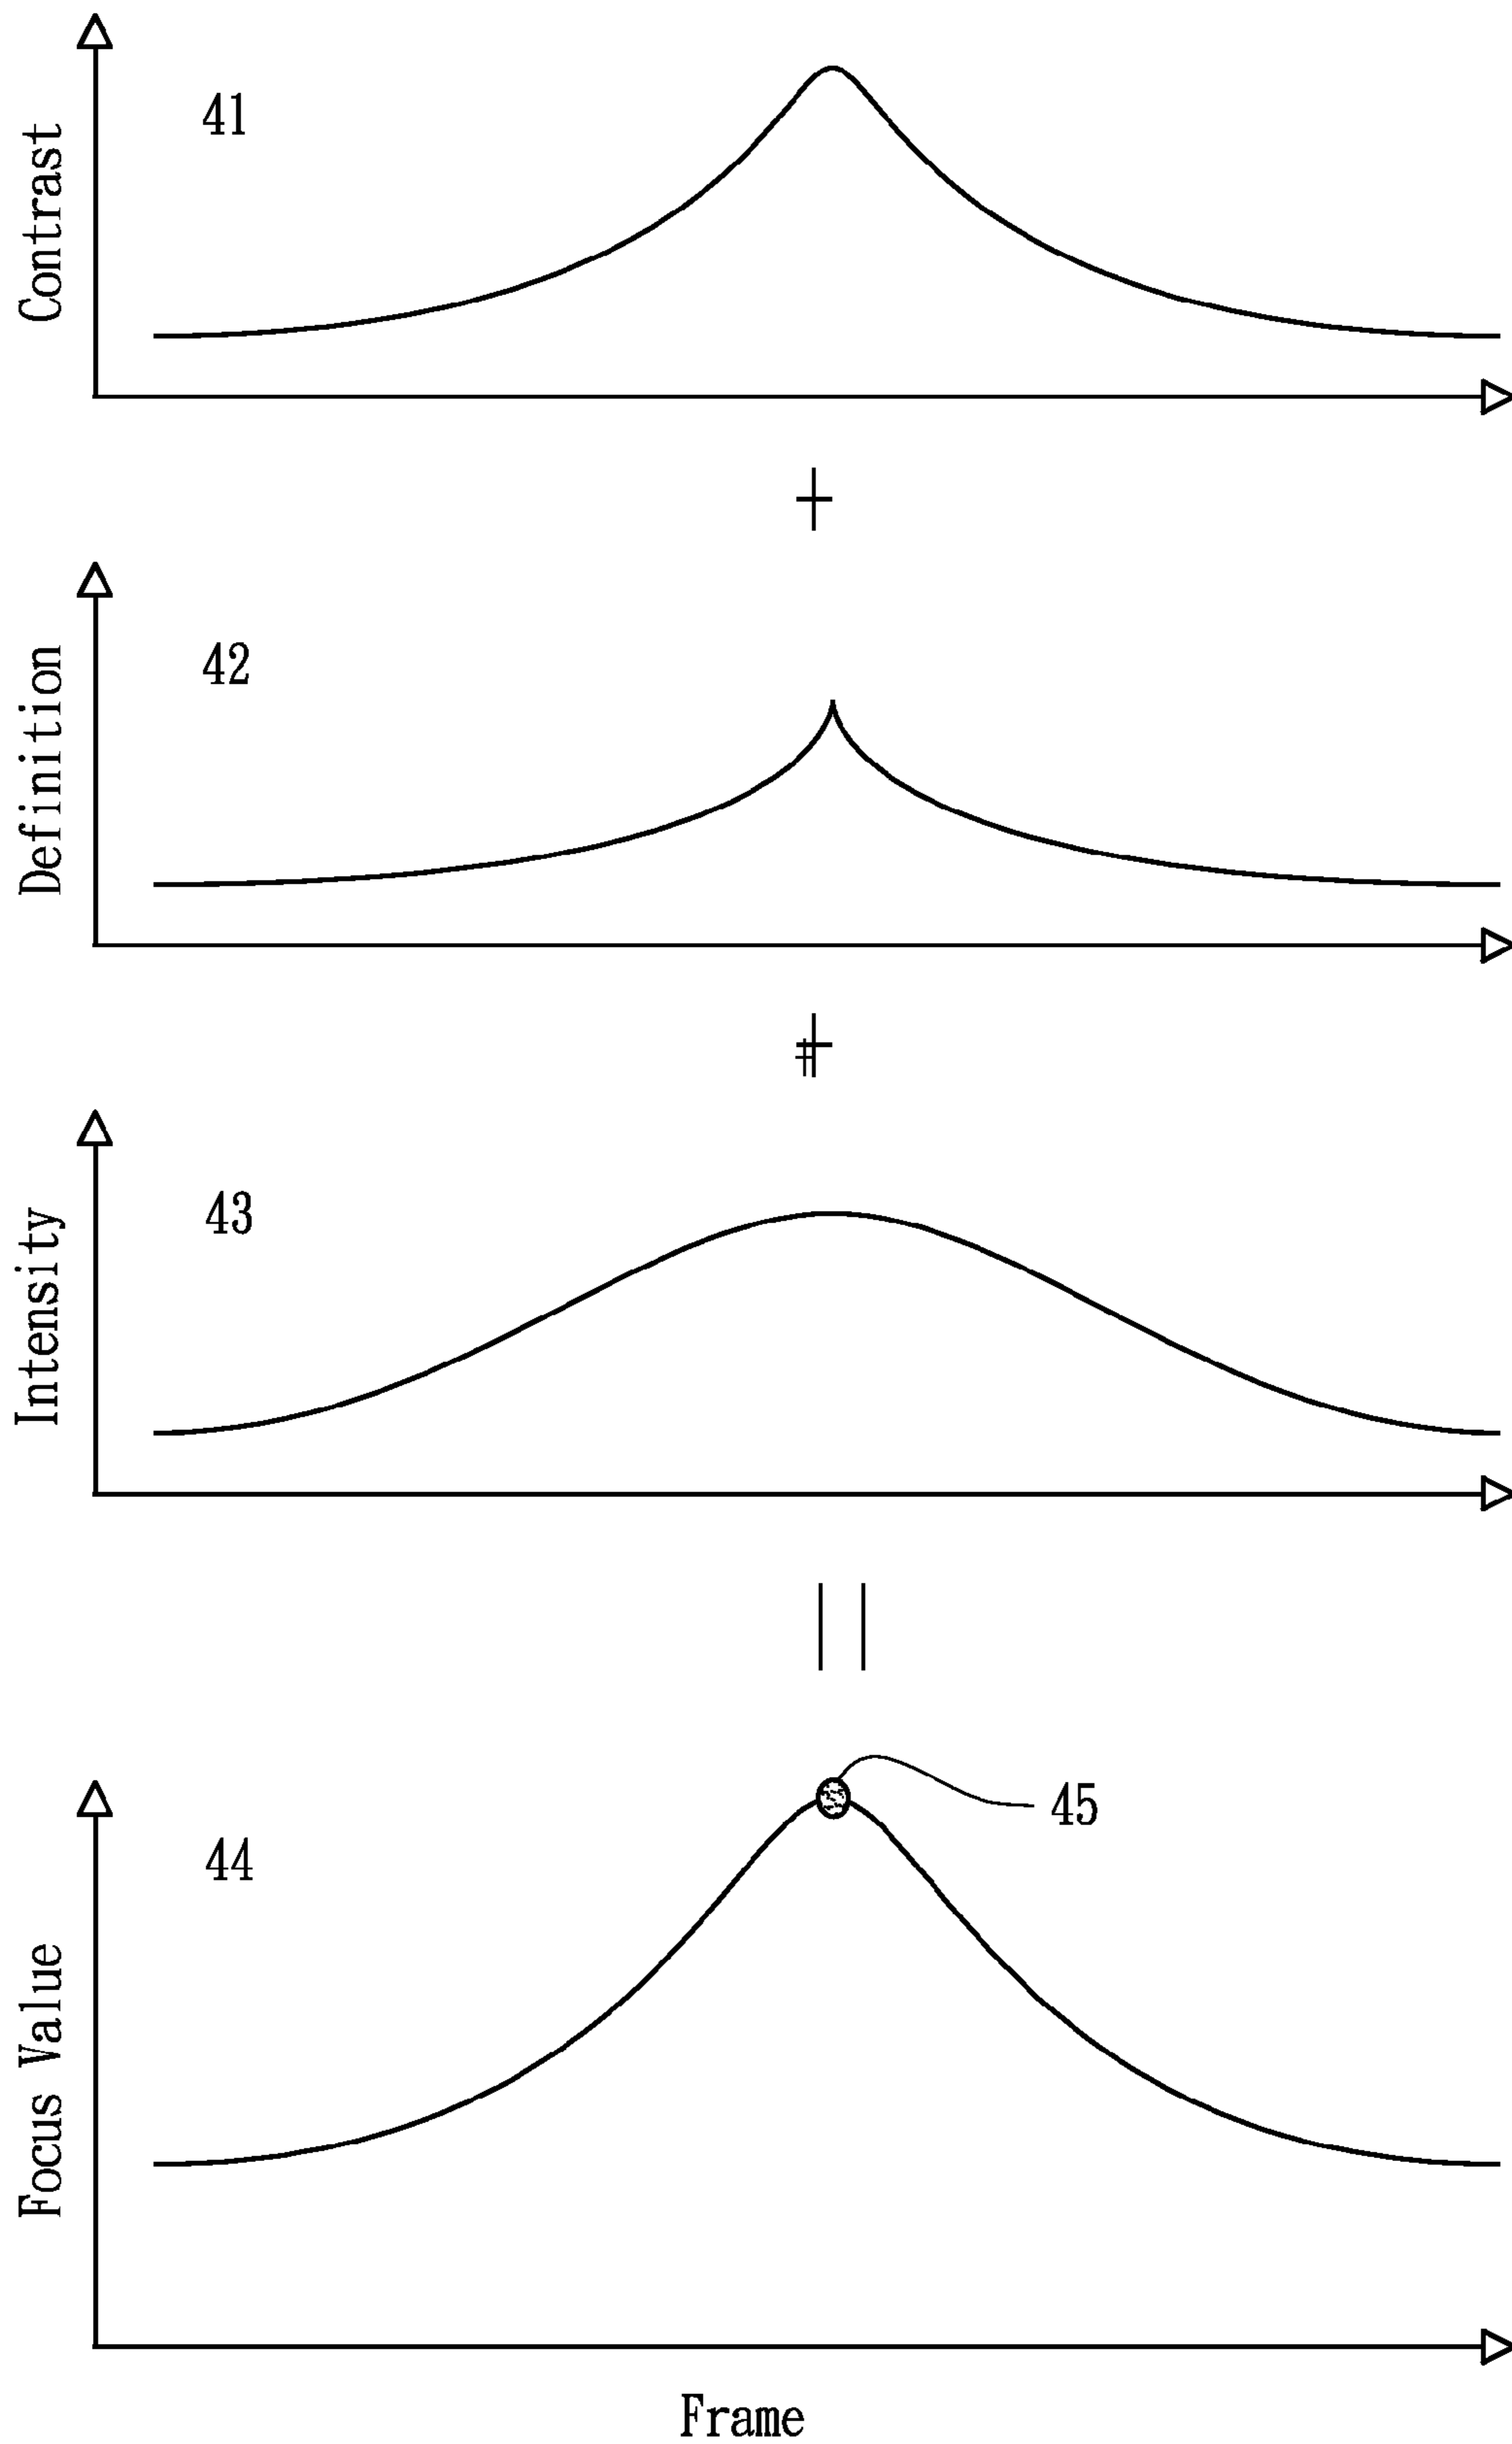 Contrast
41
+
Definition
42
+
Intensity
43
Focus Value
44
45
Frame